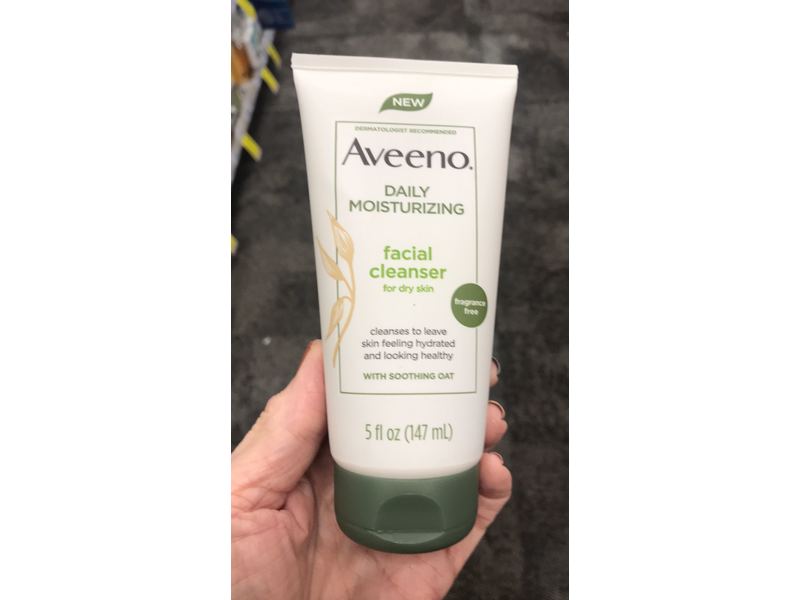 NEW
DERMATOLOGIST RECOMMENDED
Aveeno.
DAILY
MOISTURIZING
facial
cleanser
for dry skin
fragrance
free
cleanses to leave
skin feeling hydrated
and looking healthy
WITH SOOTHING OAT
5 fl oz (147 mL)